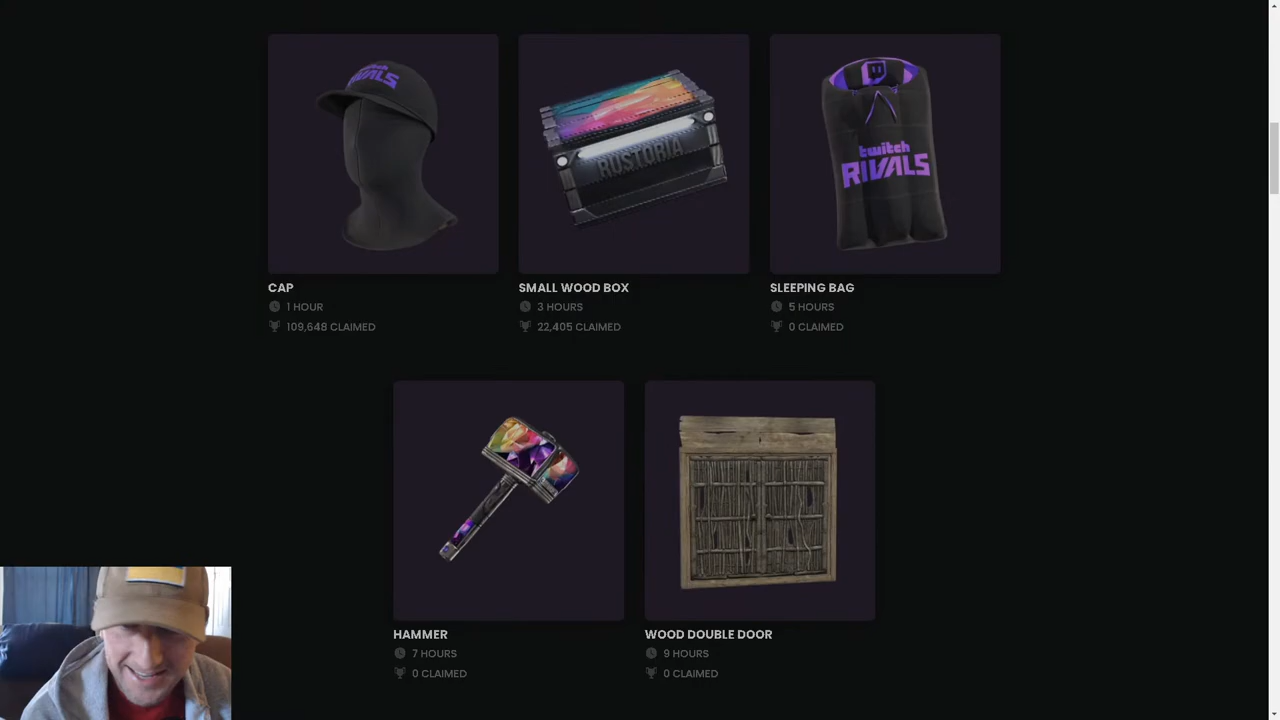 twitch
RIVALS
RUSTORIA
twitch
RIVALS
CAP
1 HOUR
109,648 CLAIMED
SMALL WOOD BOX
3 HOURS
22,405 CLAIMED
SLEEPING BAG
5 HOURS
0 CLAIMED
HAMMER
7 HOURS
0 CLAIMED
WOOD DOUBLE DOOR
9 HOURS
0 CLAIMED